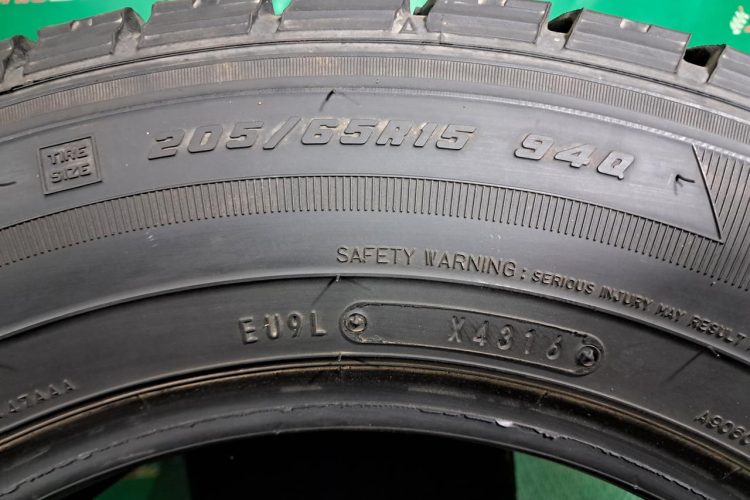 TIRE
SIZE
205/65R15 94Q
SAFETY WARNING: SERIOUS INJURY MAY RESULT
EU9L X4316